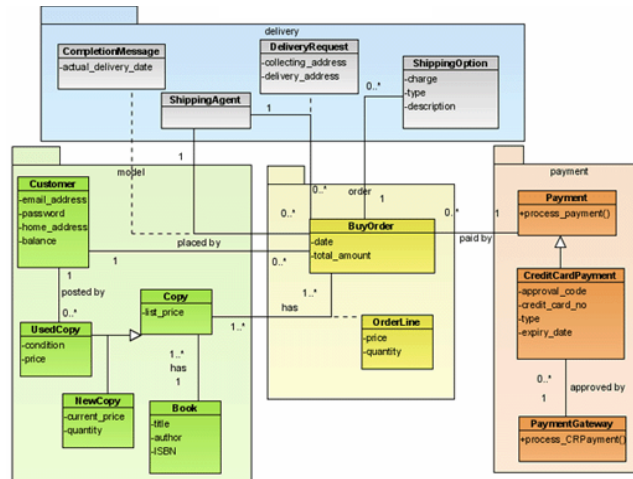 delivery
CompletionMessage
-actual_delivery_date
DeliveryRequest
-collecting_address
-delivery_address
ShippingOption
-charge
-type
-description
0..*
ShippingAgent
1
1
model
order
payment
Customer
-email_address
-password
-home_address
-balance
0..*
0..*
1
BuyOrder
-date
-total_amount
0..*
1
paid by
Payment
+process_payment()
placed by
1
0..*
1
posted by
0..*
Copy
-list_price
1..*
has
1..*
CreditCardPayment
-approval_code
-credit_card_no
-type
-expiry_date
UsedCopy
-condition
-price
OrderLine
-price
-quantity
1..*
has
1
NewCopy
-current_price
-quantity
Book
-title
-author
-ISBN
0..*
approved by
1
PaymentGateway
+process_CRPayment()